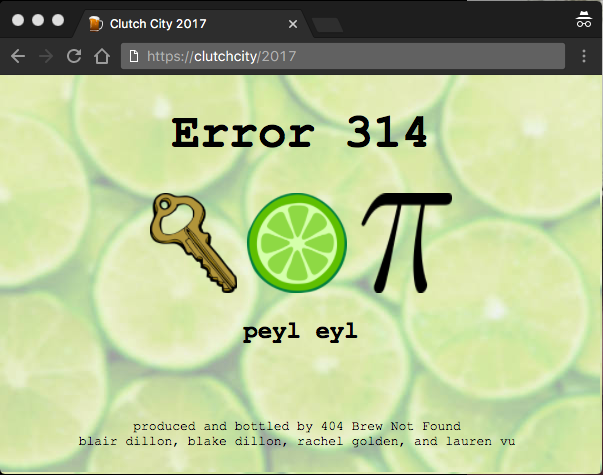 Clutch City 2017
https://clutchcity/2017
Error 314
π
peyl eyl
produced and bottled by 404 Brew Not Found
blair dillon, blake dillon, rachel golden, and lauren vu